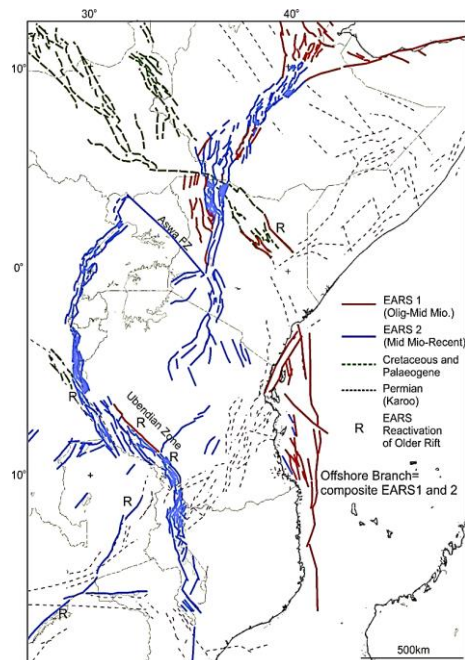 30°
40°
10°
R
Aswa FZ
0°
EARS 1
(Olig-Mid Mio.)
EARS 2
(Mid Mio-Recent)
Cretaceous and
Palaeogene
Permian
(Karoo)
R
EARS
Reactivation
of Older Rift
R
Ubendian Zone
R
R
10°
Offshore Branch=
composite EARS1 and 2
R
R
500km